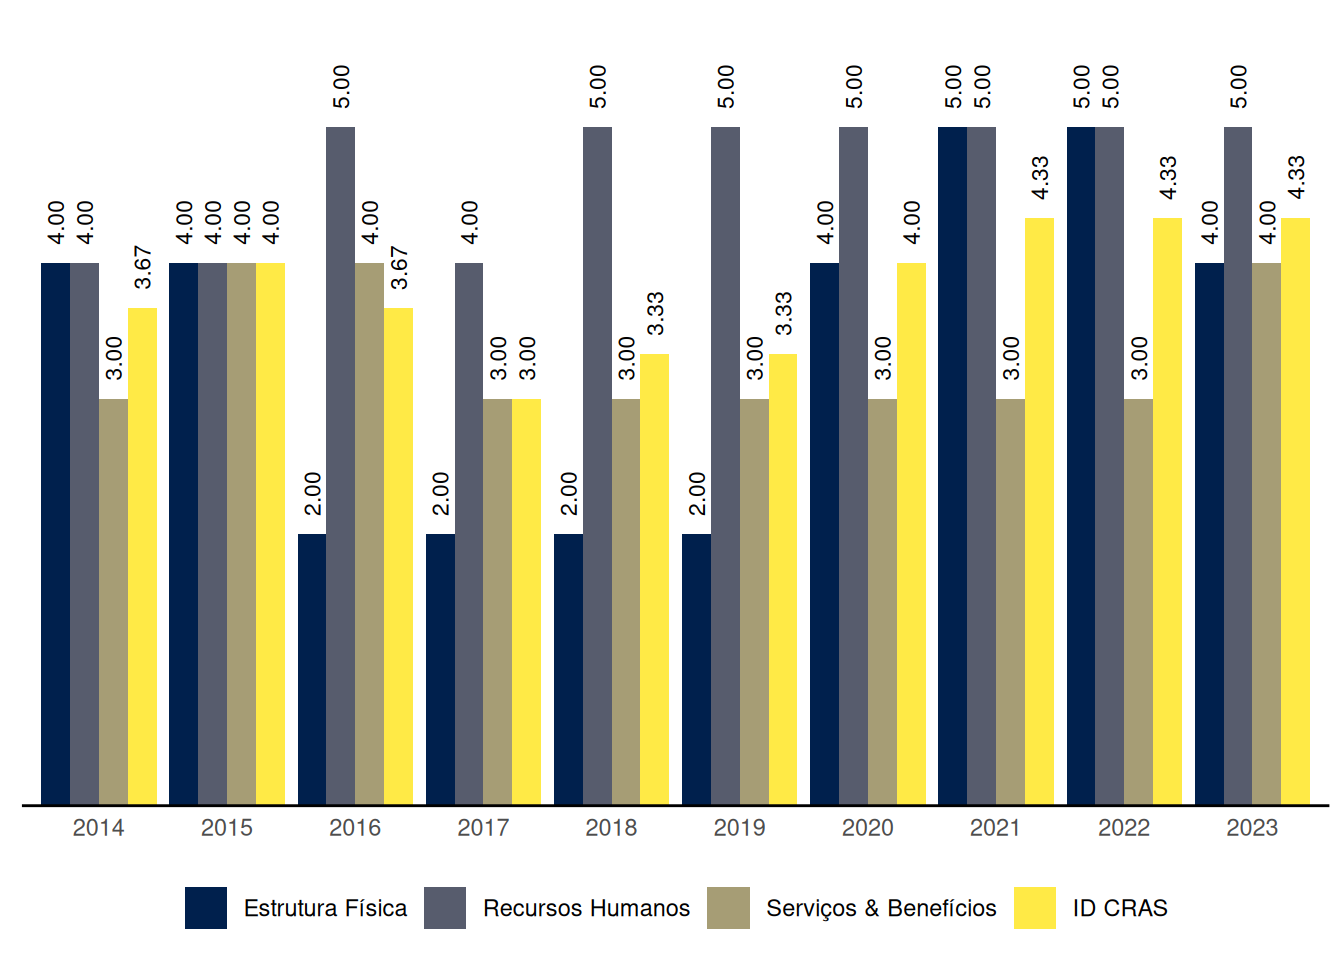 4.00 4.00 3.00 3.67
4.00 4.00 4.00 4.00
2.00 5.00 4.00 3.67
2.00 4.00 3.00 3.00
2.00 5.00 3.00 3.33
2.00 5.00 3.00 3.33
4.00 5.00 3.00 4.00
5.00 5.00 3.00 4.33
5.00 5.00 3.00 4.33
4.00 5.00 4.00 4.33
2014 2015 2016 2017 2018 2019 2020 2021 2022 2023
Estrutura Física Recursos Humanos Serviços & Benefícios ID CRAS